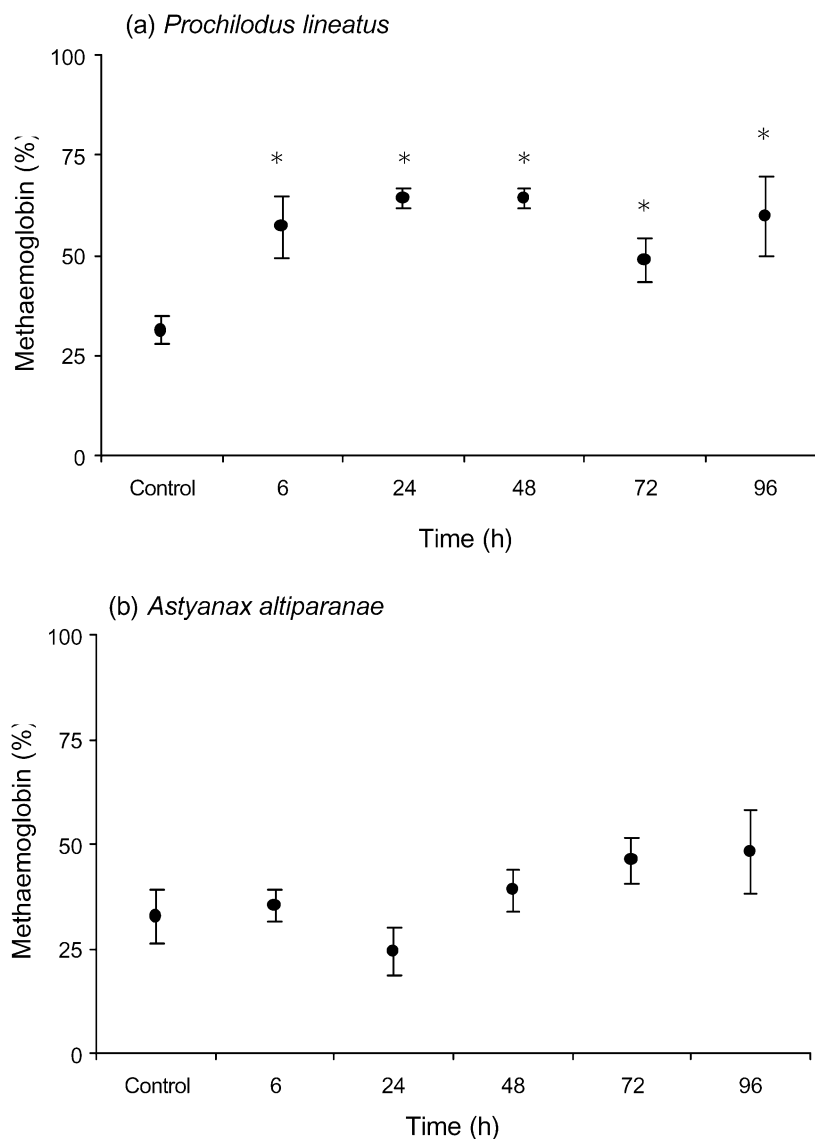 (a) Prochilodus lineatus
100
75
50
25
0
Methaemoglobin (%)
* * * * *
Control 6 24 48 72 96
Time (h)
(b) Astyanax altiparanae
100
75
50
25
0
Methaemoglobin (%)
Control 6 24 48 72 96
Time (h)